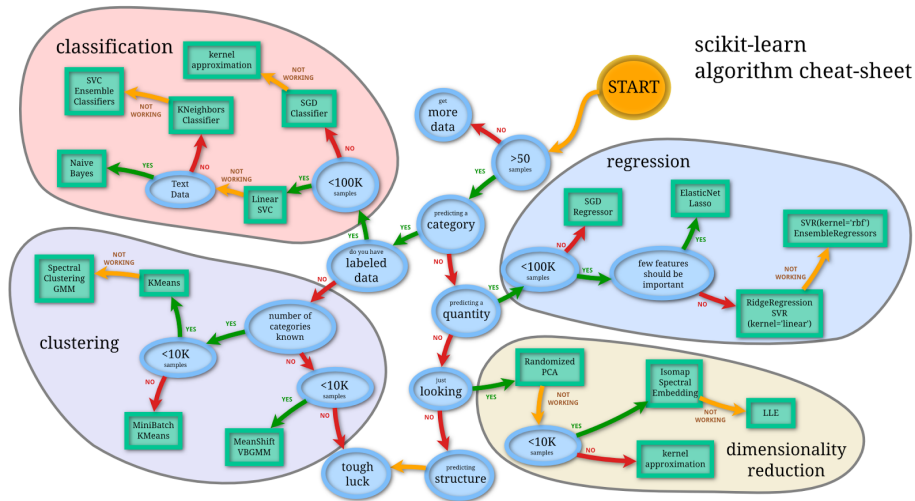 scikit-learn
algorithm cheat-sheet
START
classification
kernel
approximation
NOT
WORKING
SVC
Ensemble
Classifiers
NOT
WORKING
KNeighbors
Classifier
SGD
Classifier
NO
NO
Naive
Bayes
YES
Text
Data
NOT
WORKING
Linear
SVC
YES
<100K
samples
YES
get
more
data
NO
>50
samples
YES
predicting a
category
YES
NO
do you have
labeled
data
NO
regression
SGD
Regressor
NO
ElasticNet
Lasso
YES
SVR(kernel='rbf')
EnsembleRegressors
NOT
WORKING
<100K
samples
YES
few features
should be
important
NO
RidgeRegression
SVR
(kernel='linear')
predicting a
quantity
YES
NO
clustering
Spectral
Clustering
GMM
NOT
WORKING
KMeans
YES
number of
categories
known
YES
NO
<10K
samples
NO
MiniBatch
KMeans
<10K
samples
YES
NO
MeanShift
VBGMM
just
looking
YES
NO
tough
luck
predicting
structure
Randomized
PCA
NOT
WORKING
<10K
samples
YES
NO
Isomap
Spectral
Embedding
NOT
WORKING
LLE
kernel
approximation
dimensionality
reduction